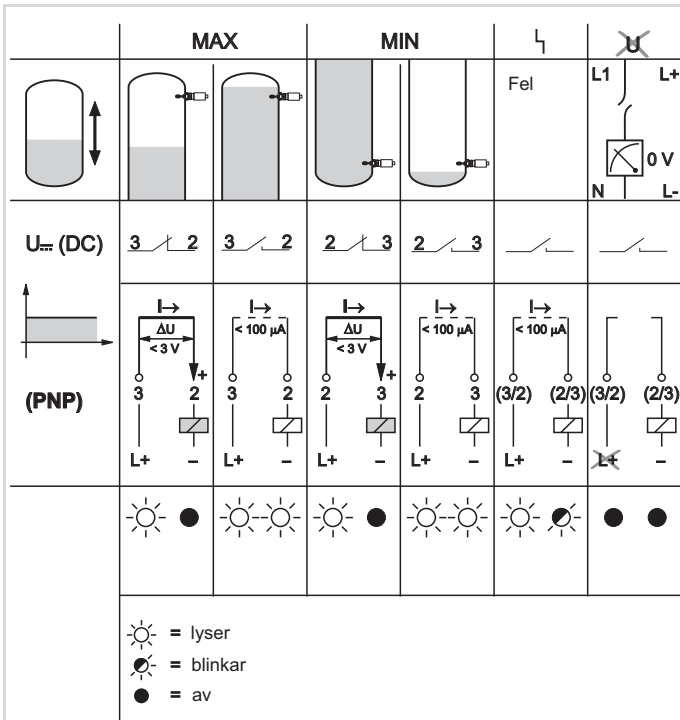 MAX MIN U
Fel L1 L+
0 V
N L-
U⎓ (DC) 3 2 3 2 2 3 2 3
I→ I→ I→ I→ I→
ΔU < 100 µA ΔU < 100 µA < 100 µA
< 3 V < 3 V
+ +
3 2 3 2 2 3 2 3 (3/2) (2/3) (3/2) (2/3)
(PNP)
L+ – L+ – L+ – L+ – L+ – L+ –
= lyser
= blinkar
= av